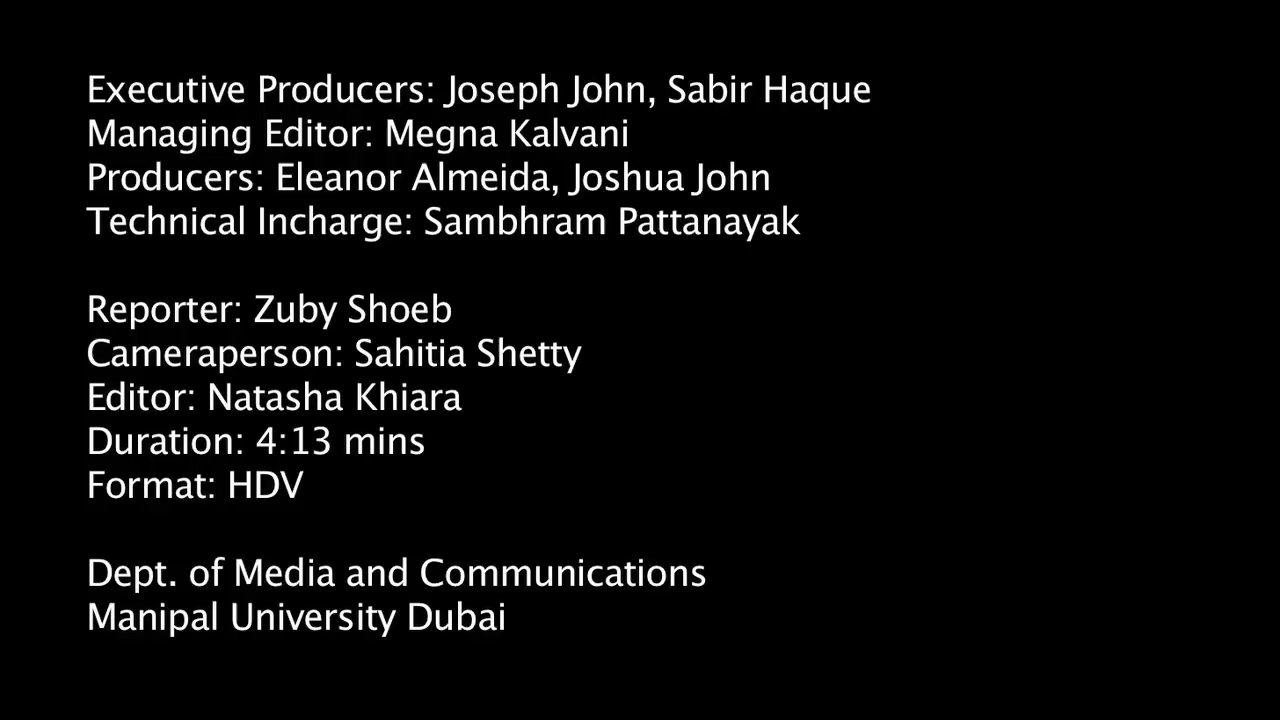 Executive Producers: Joseph John, Sabir Haque
Managing Editor: Megna Kalvani
Producers: Eleanor Almeida, Joshua John
Technical Incharge: Sambhram Pattanayak
Reporter: Zuby Shoeb
Cameraperson: Sahitia Shetty
Editor: Natasha Khiara
Duration: 4:13 mins
Format: HDV
Dept. of Media and Communications
Manipal University Dubai